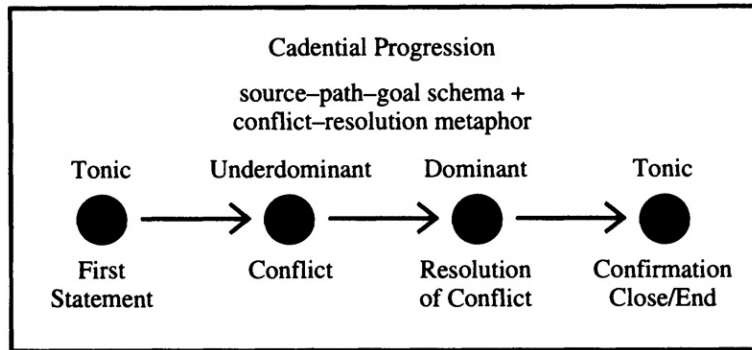 Cadential Progression
source–path–goal schema +
conflict–resolution metaphor
Tonic Underdominant Dominant Tonic
First Conflict Resolution Confirmation
Statement of Conflict Close/End